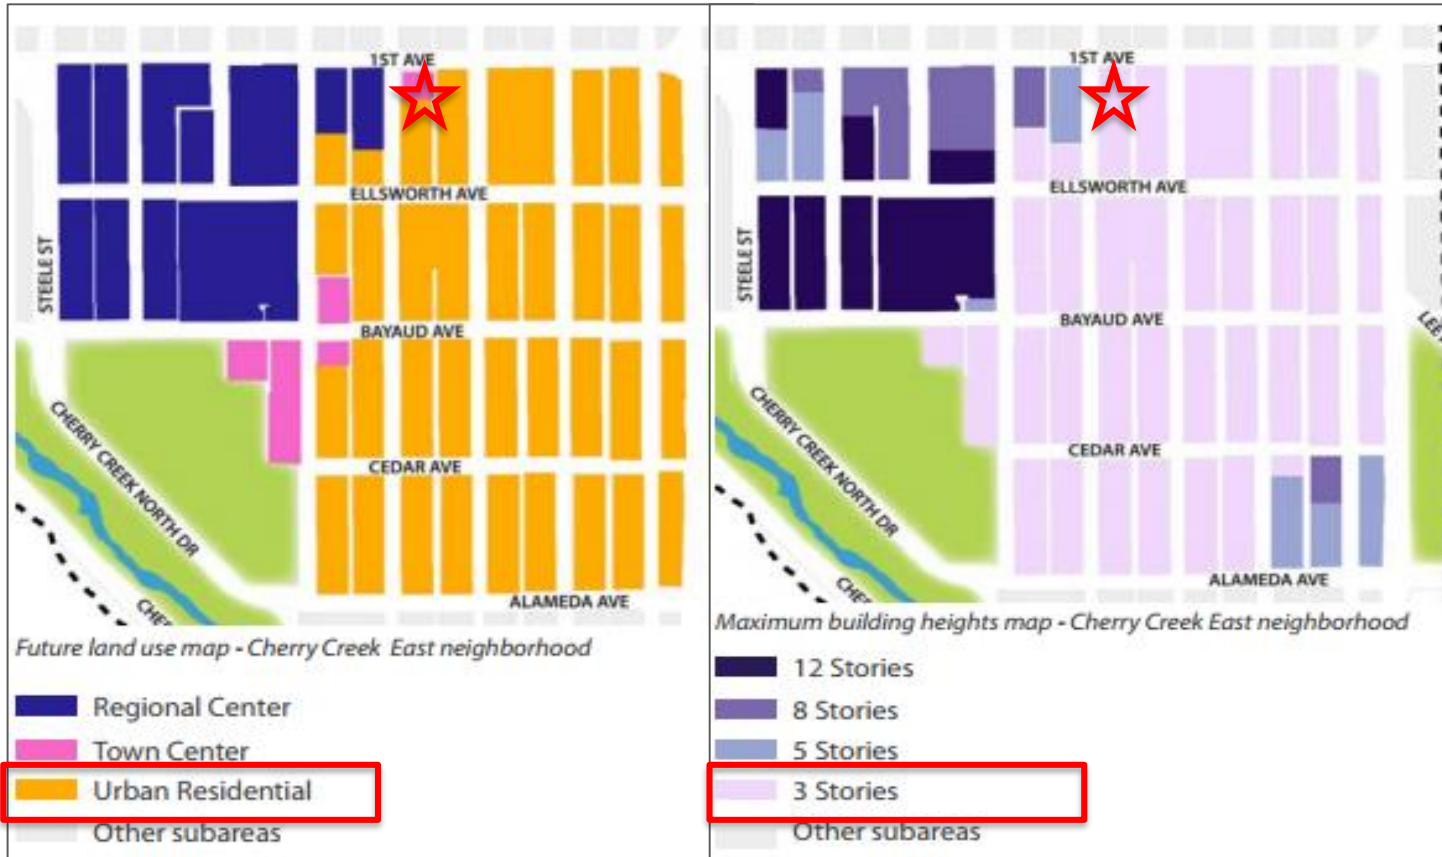 1ST AVE
ELLSWORTH AVE
STEELE ST
BAYAUD AVE
CHERRY CREEK NORTH DR
CEDAR AVE
CHE
ALAMEDA AVE
Future land use map - Cherry Creek East neighborhood
Regional Center
Town Center
Urban Residential
Other subareas
1ST AVE
ELLSWORTH AVE
STEELE ST
BAYAUD AVE
LEE
CHERRY CREEK NORTH DR
CEDAR AVE
CHE
ALAMEDA AVE
Maximum building heights map - Cherry Creek East neighborhood
12 Stories
8 Stories
5 Stories
3 Stories
Other subareas